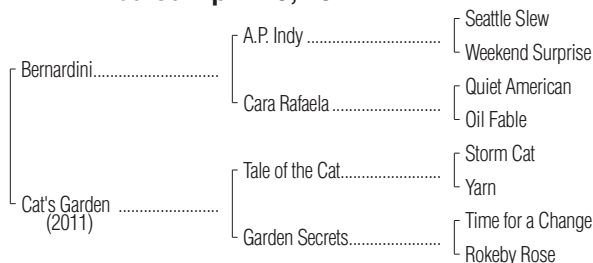 Seattle Slew
A.P. Indy
Weekend Surprise
Bernardini
Quiet American
Cara Rafaela
Oil Fable
Storm Cat
Tale of the Cat
Yarn
Cat's Garden
(2011)
Time for a Change
Garden Secrets
Rokeby Rose